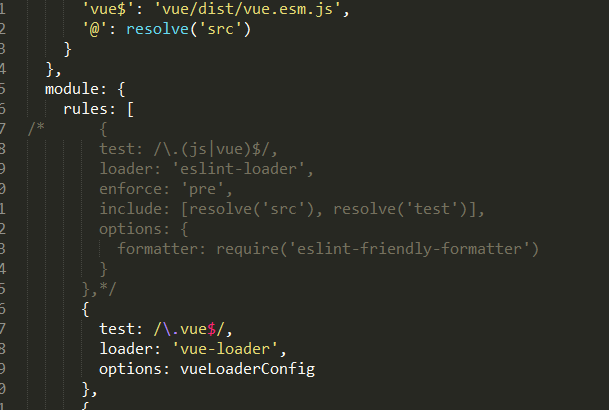 1 'vue$': 'vue/dist/vue.esm.js',
2 '@': resolve('src')
3 }
4 },
5 module: {
6 rules: [
7 /* {
8 test: /\.(js|vue)$/,
9 loader: 'eslint-loader',
0 enforce: 'pre',
1 include: [resolve('src'), resolve('test')],
2 options: {
3 formatter: require('eslint-friendly-formatter')
4 }
5 },*/
6 {
7 test: /\.vue$/,
8 loader: 'vue-loader',
9 options: vueLoaderConfig
0 },
1 {